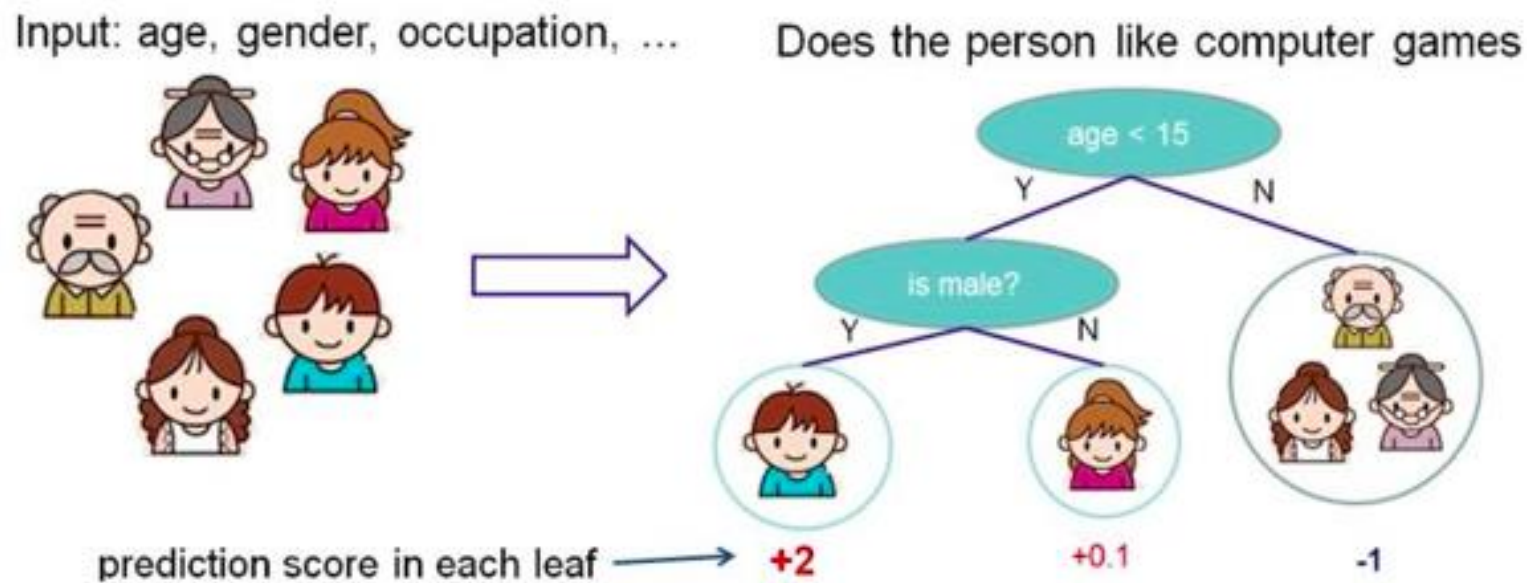 Input: age, gender, occupation, ...
Does the person like computer games
age < 15
Y
N
is male?
Y
N
prediction score in each leaf
+2
+0.1
-1